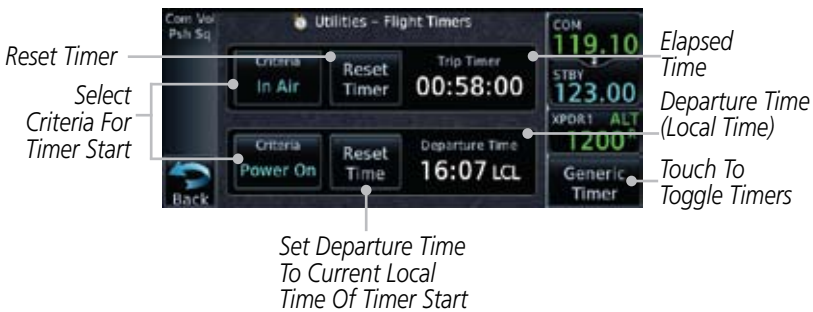 Com Vol
Psh Sq
Utilities – Flight Timers
COM
119.10
STBY
123.00
XPDR1 ALT
1200
Generic
Timer
Criteria
In Air
Reset
Timer
Trip Timer
00:58:00
Criteria
Power On
Reset
Time
Departure Time
16:07 LCL
Back
Reset Timer
Select
Criteria For
Timer Start
Elapsed
Time
Departure Time
(Local Time)
Touch To
Toggle Timers
Set Departure Time
To Current Local
Time Of Timer Start